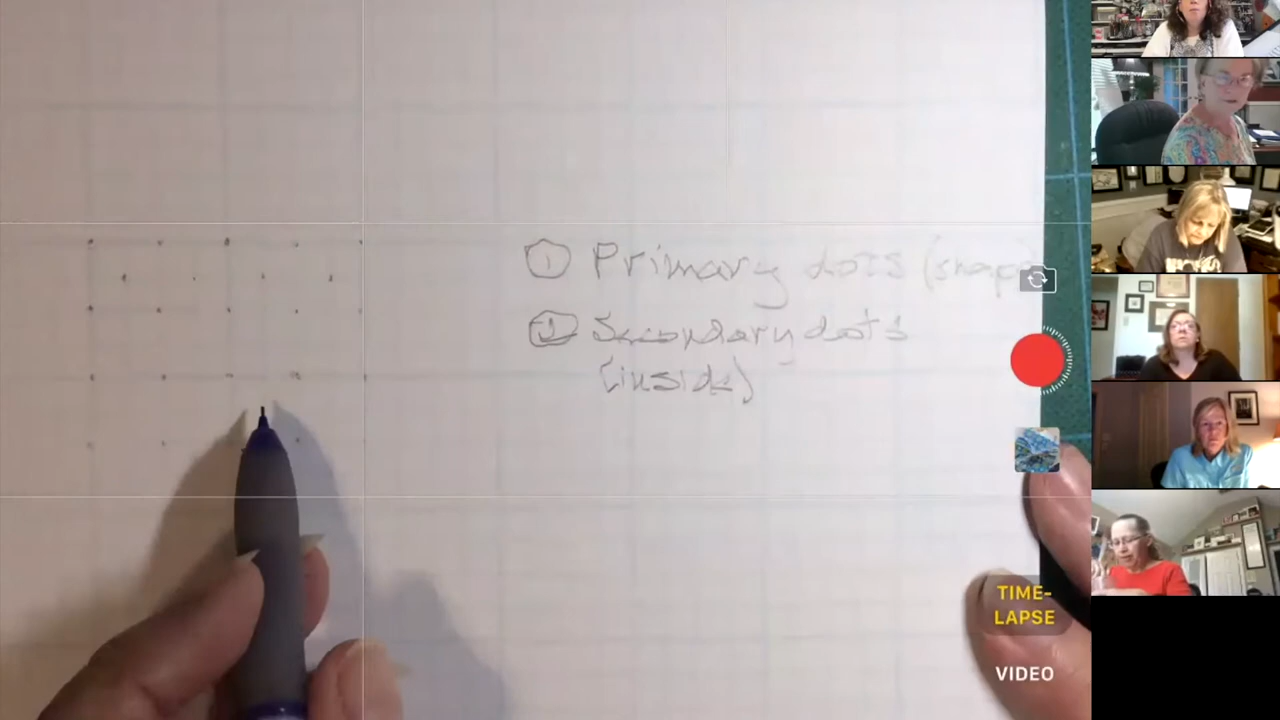 ① Primary dots (shape
② Secondary dots
(inside)
TIME-
LAPSE
VIDEO